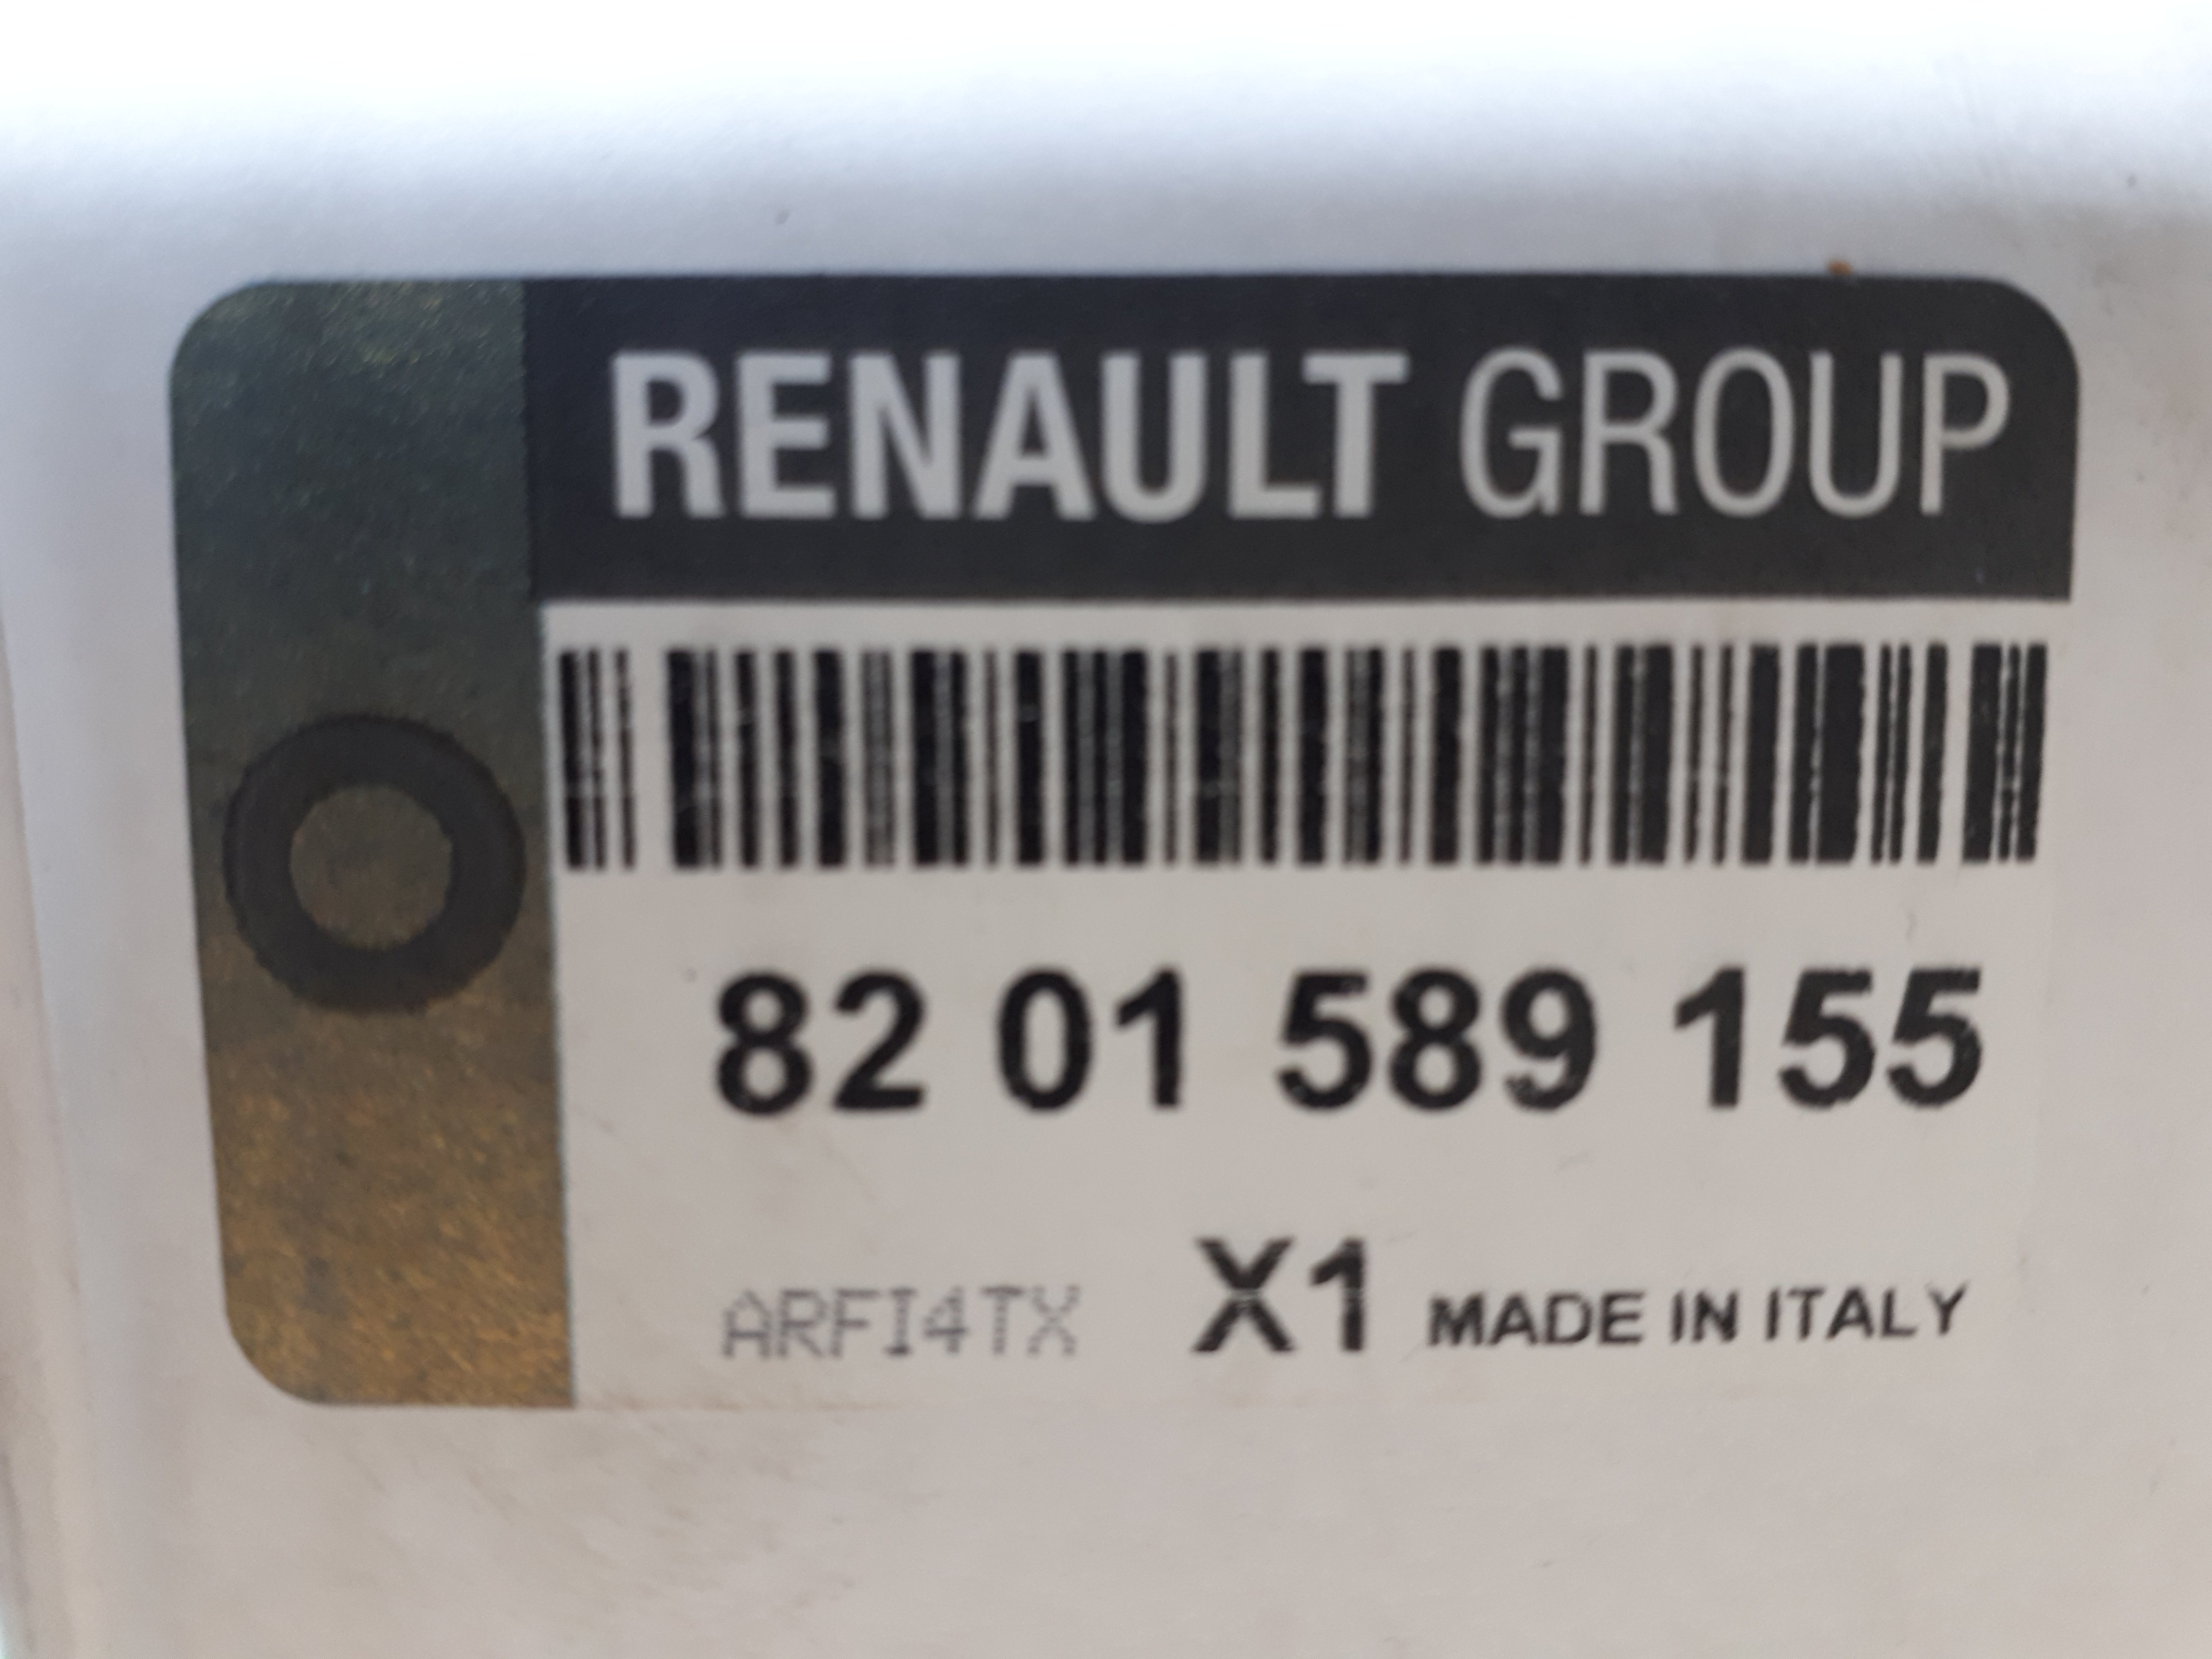 RENAULT GROUP
82 01 589 155
ARFI4TX X1 MADE IN ITALY